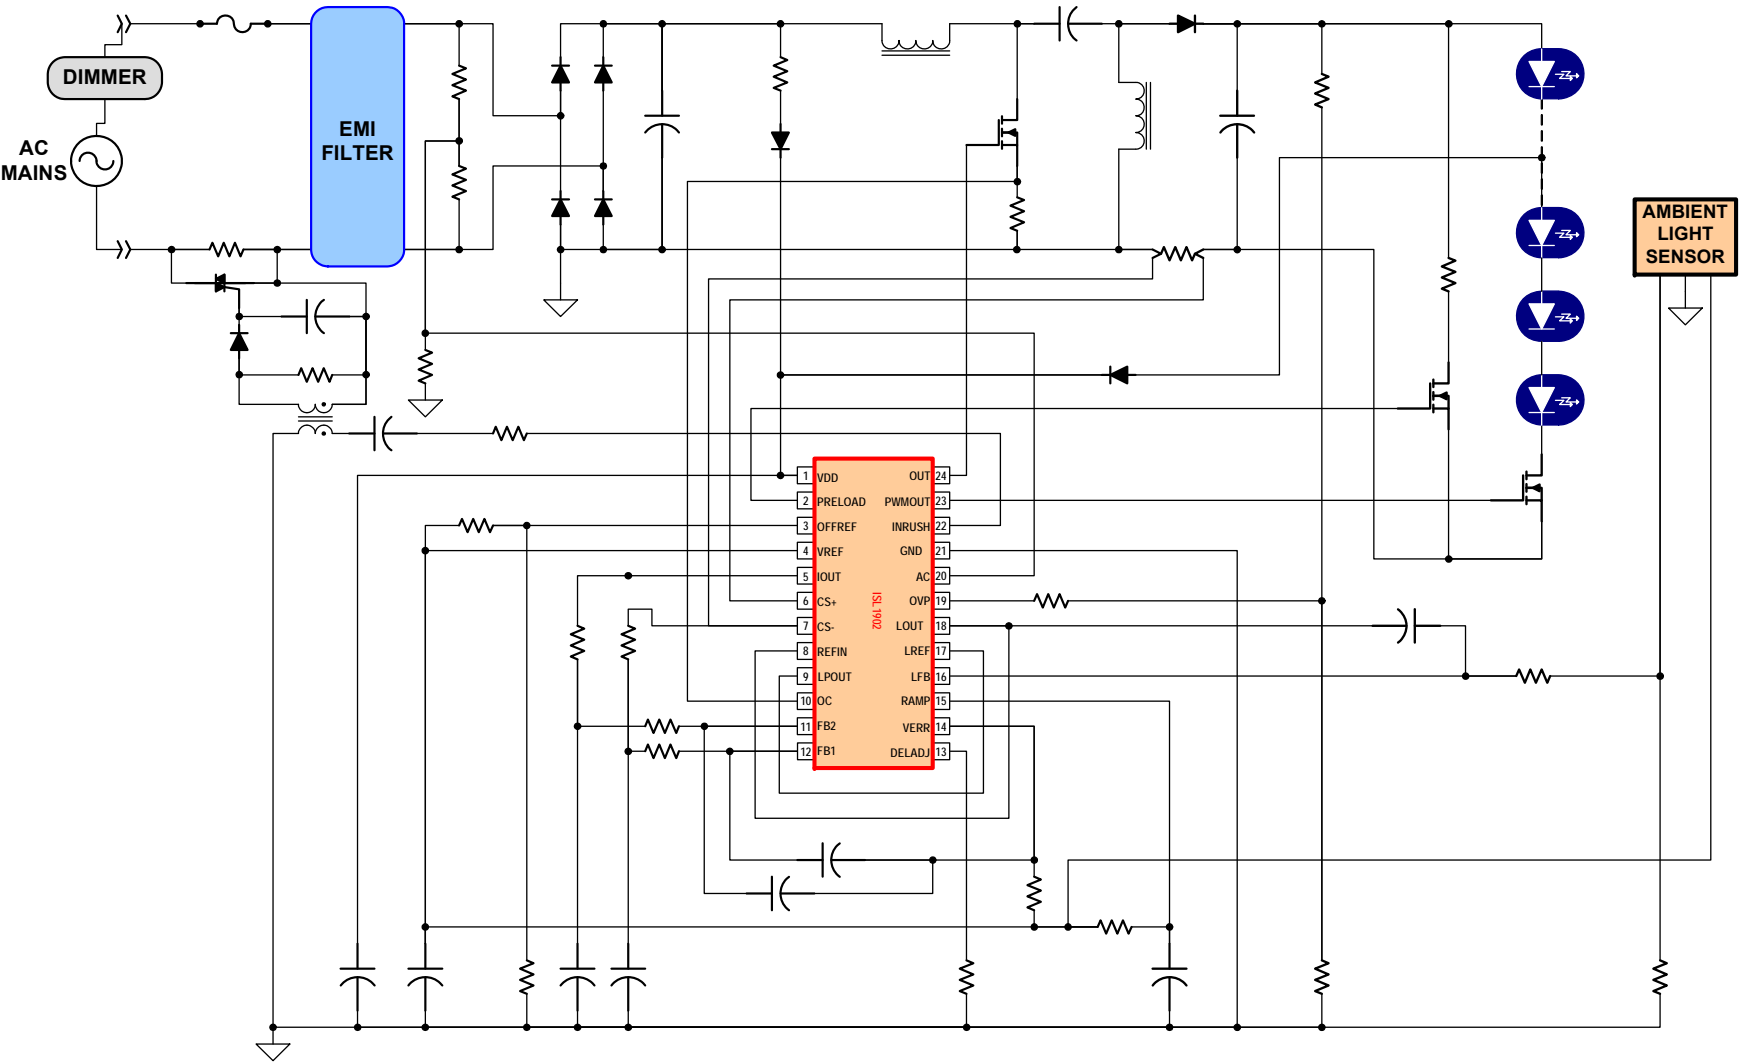 DIMMER
AC
MAINS
EMI
FILTER
AMBIENT
LIGHT
SENSOR
1 VDD
2 PRELOAD
3 OFFREF
4 VREF
5 IOUT
6 CS+
7 CS-
8 REFIN
9 LPOUT
10 OC
11 FB2
12 FB1
ISL1902
OUT 24
PWMOUT 23
INRUSH 22
GND 21
AC 20
OVP 19
LOUT 18
LREF 17
LFB 16
RAMP 15
VERR 14
DELADJ 13